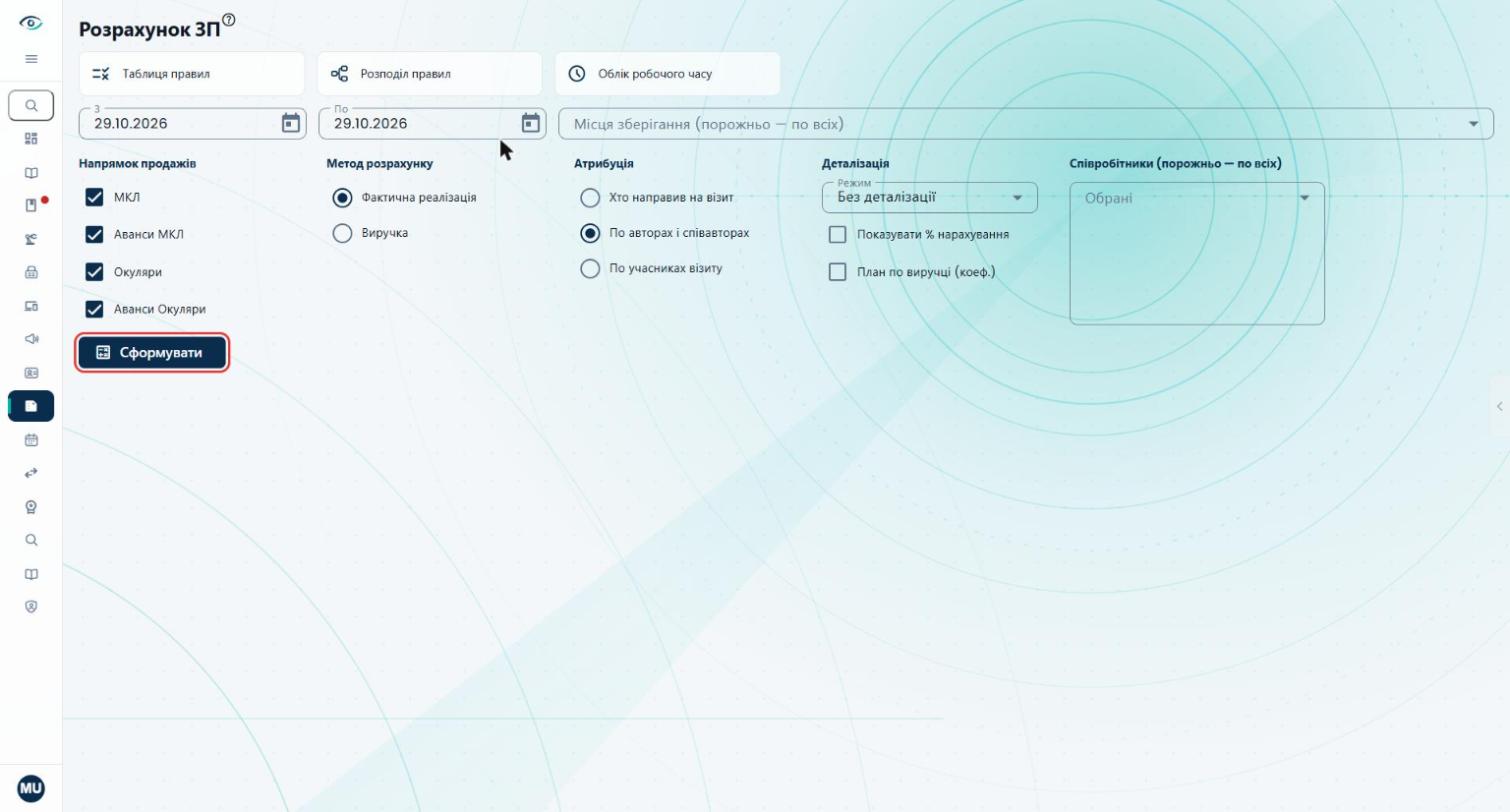 Розрахунок ЗП
Таблиця правил
Розподіл правил
Облік робочого часу
З
29.10.2026
По
29.10.2026
Місця зберігання (порожньо — по всіх)
Напрямок продажів
МКЛ
Аванси МКЛ
Окуляри
Аванси Окуляри
Метод розрахунку
Фактична реалізація
Виручка
Атрибуція
Хто направив на візит
По авторах і співавторах
По учасниках візиту
Деталізація
Режим
Без деталізації
Показувати % нарахування
План по виручці (коеф.)
Співробітники (порожньо — по всіх)
Обрані
Сформувати
MU